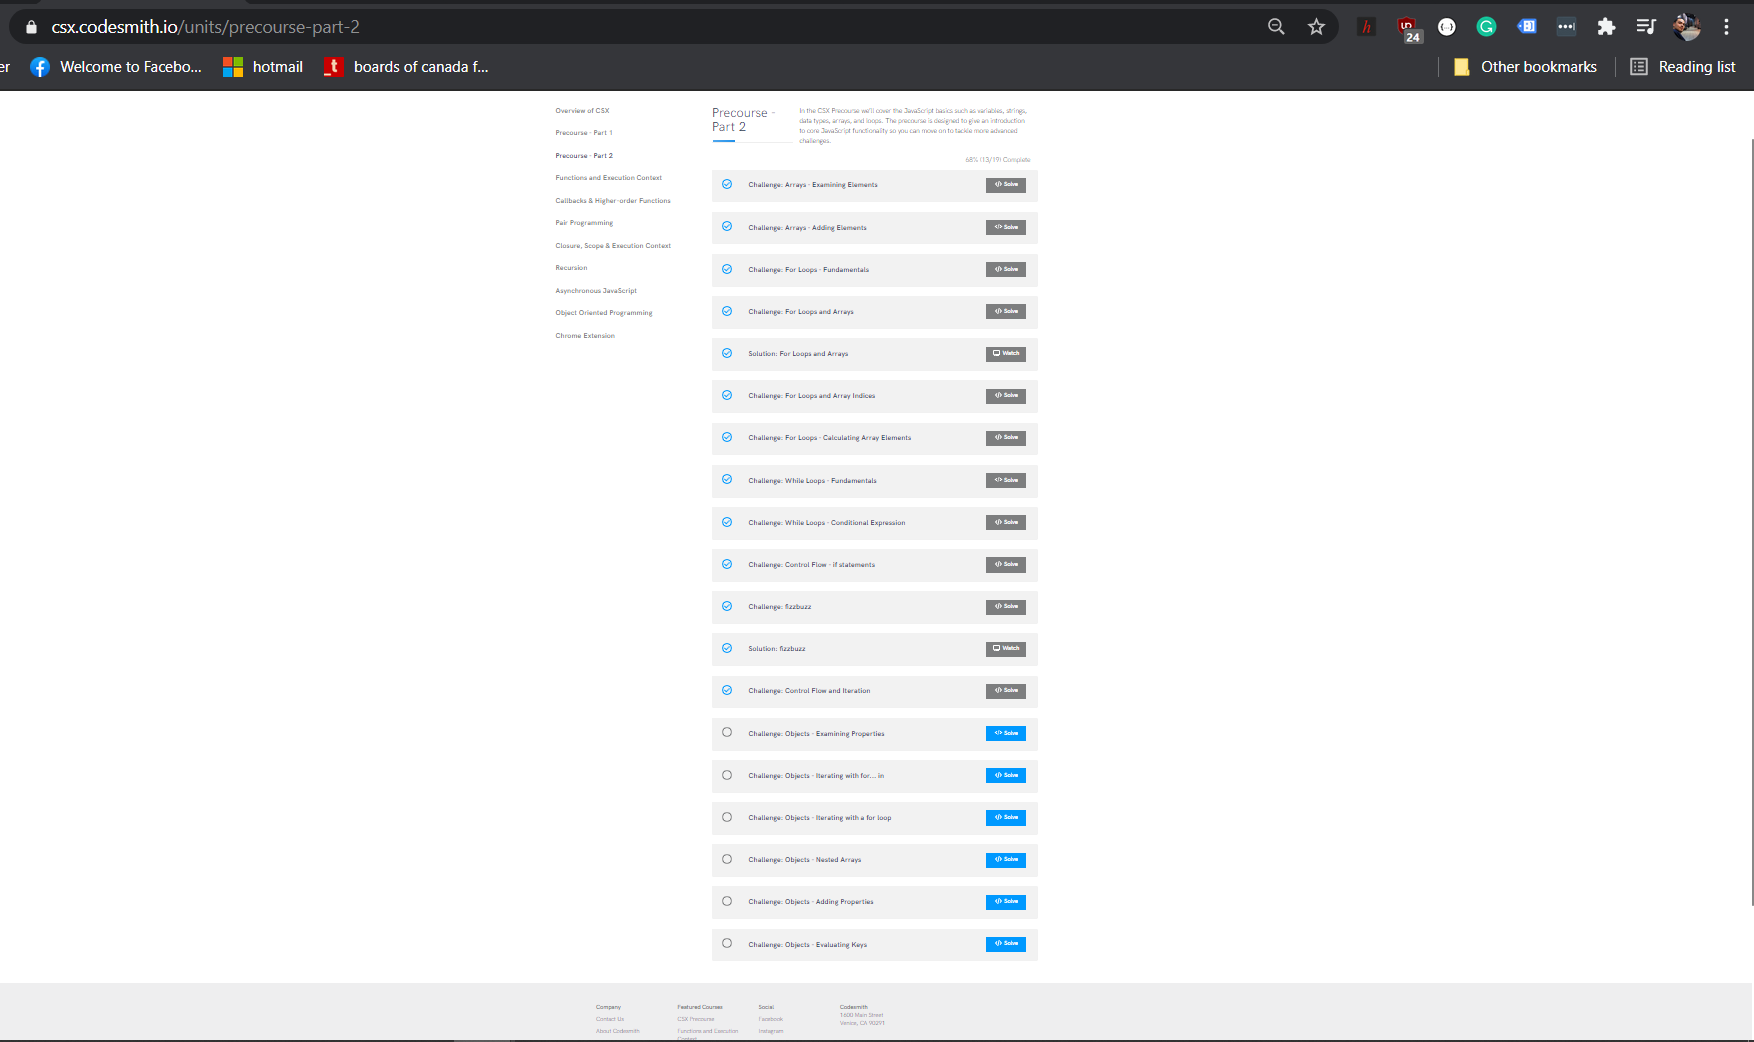 csx.codesmith.io/units/precourse-part-2
24
er
Welcome to Facebo...
hotmail
boards of canada f...
Other bookmarks
Reading list
Overview of CSX
Precourse - Part 1
Precourse - Part 2
Functions and Execution Context
Callbacks & Higher-order Functions
Pair Programming
Closure, Scope & Execution Context
Recursion
Asynchronous JavaScript
Object Oriented Programming
Chrome Extension
Precourse -
Part 2
In the CSX Precourse we'll cover the JavaScript basics such as variables, strings,
data types, arrays, and loops. The precourse is designed to give an introduction
to core JavaScript functionality so you can move on to tackle more advanced
challenges.
68% (13/19) Complete
Challenge: Arrays - Examining Elements
</> Solve
Challenge: Arrays - Adding Elements
</> Solve
Challenge: For Loops - Fundamentals
</> Solve
Challenge: For Loops and Arrays
</> Solve
Solution: For Loops and Arrays
Watch
Challenge: For Loops and Array Indices
</> Solve
Challenge: For Loops - Calculating Array Elements
</> Solve
Challenge: While Loops - Fundamentals
</> Solve
Challenge: While Loops - Conditional Expression
</> Solve
Challenge: Control Flow - if statements
</> Solve
Challenge: fizzbuzz
</> Solve
Solution: fizzbuzz
Watch
Challenge: Control Flow and Iteration
</> Solve
Challenge: Objects - Examining Properties
</> Solve
Challenge: Objects - Iterating with for... in
</> Solve
Challenge: Objects - Iterating with a for loop
</> Solve
Challenge: Objects - Nested Arrays
</> Solve
Challenge: Objects - Adding Properties
</> Solve
Challenge: Objects - Evaluating Keys
</> Solve
Company
Contact Us
About Codesmith
Featured Courses
CSX Precourse
Functions and Execution
Context
Social
Facebook
Instagram
Codesmith
1600 Main Street
Venice, CA 90291